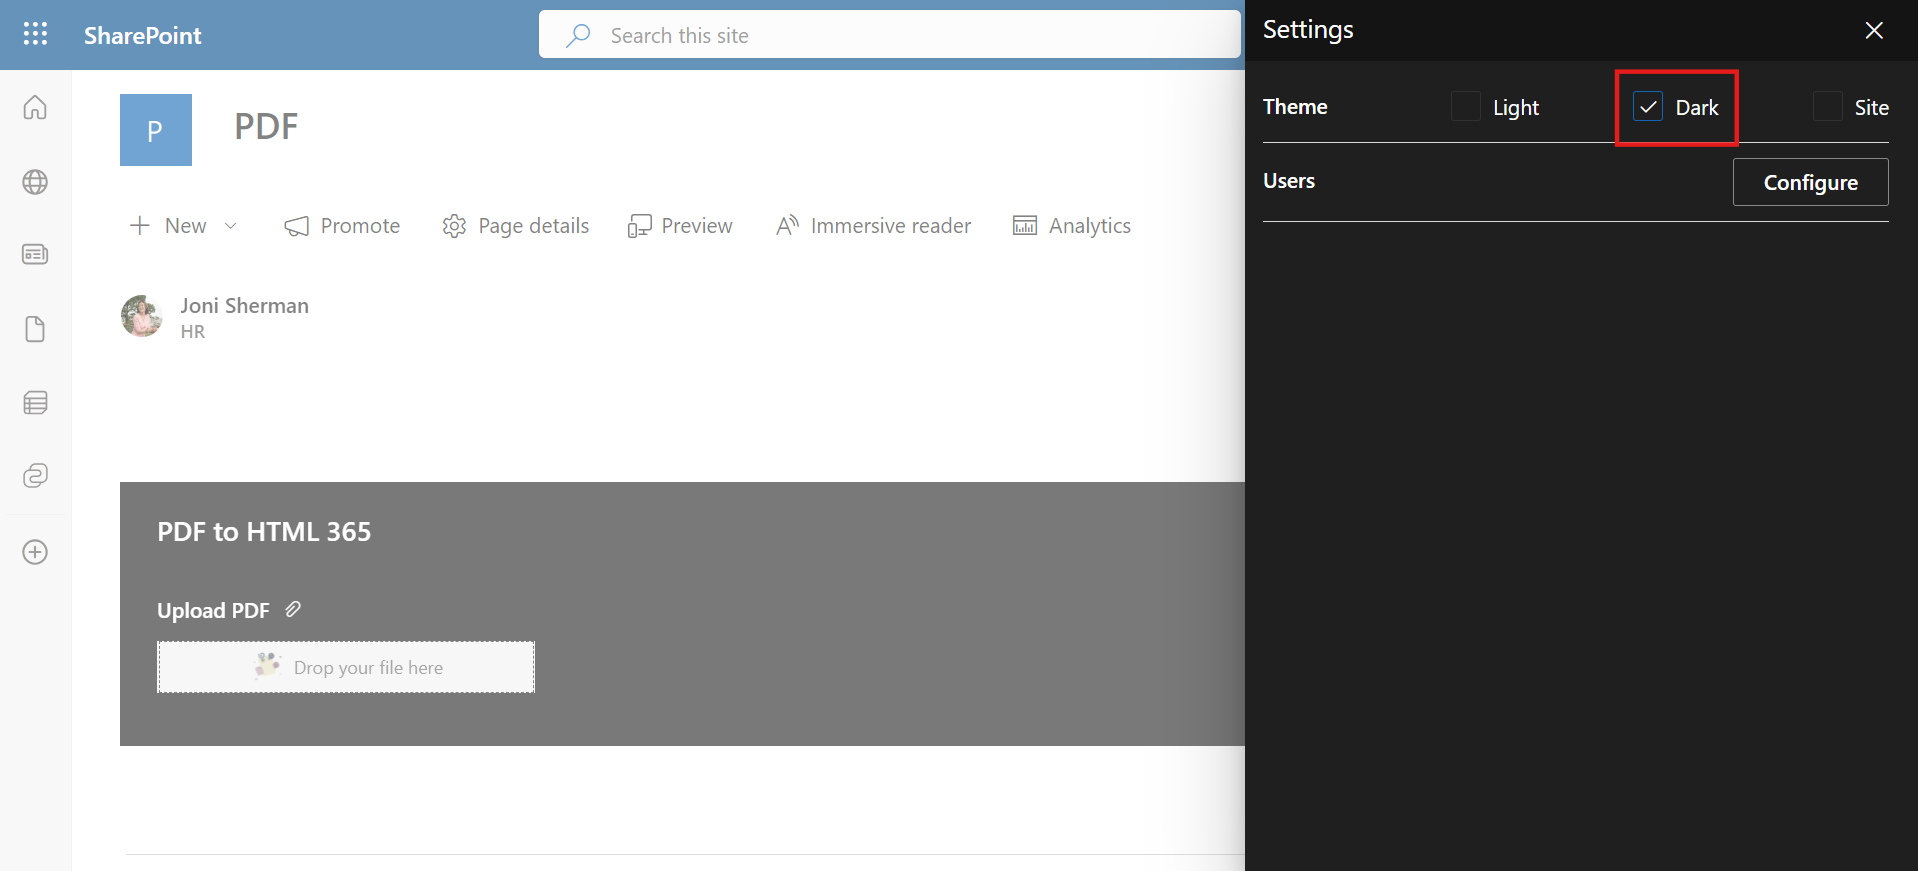 SharePoint
Search this site
P
PDF
New
Promote
Page details
Preview
Immersive reader
Analytics
Joni Sherman
HR
PDF to HTML 365
Upload PDF
Drop your file here
Settings
Theme
Light
Dark
Site
Users
Configure